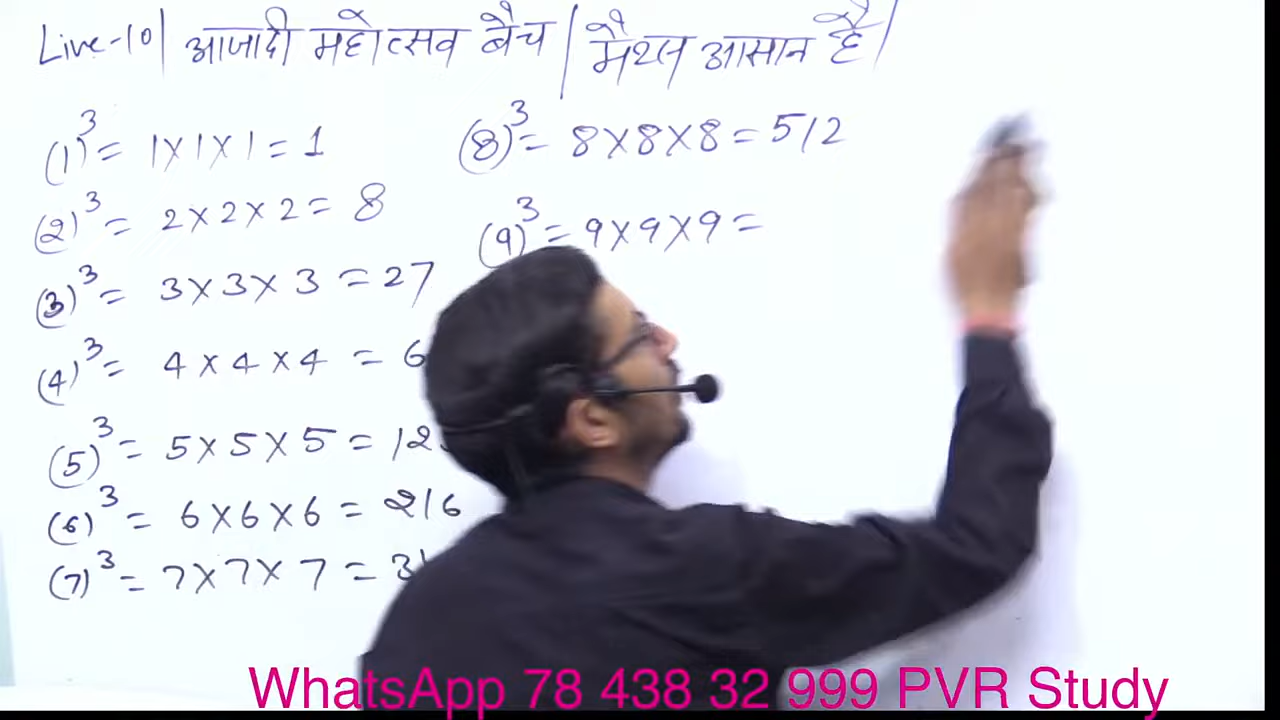 Live-10| आजादी महोत्सव बैच | मैथ्स आसान है|
(1)³ = 1×1×1 = 1
(2)³ = 2×2×2 = 8
(3)³ = 3×3×3 = 27
(4)³ = 4×4×4 = 6
(5)³ = 5×5×5 = 12
(6)³ = 6×6×6 = 216
(7)³ = 7×7×7 = 3
(8)³ = 8×8×8 = 512
(9)³ = 9×9×9 =
WhatsApp 78 438 32 999 PVR Study